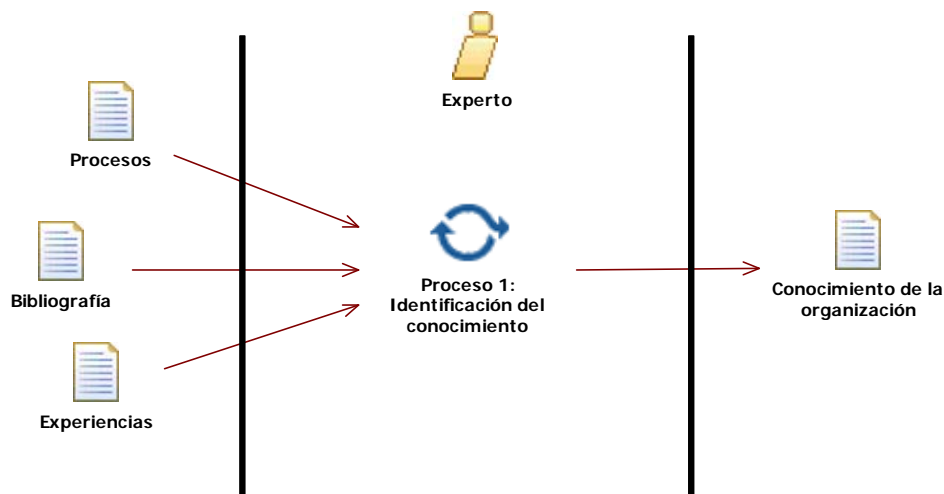 Experto
Procesos
Bibliografía
Experiencias
Proceso 1:
Identificación del
conocimiento
Conocimiento de la
organización